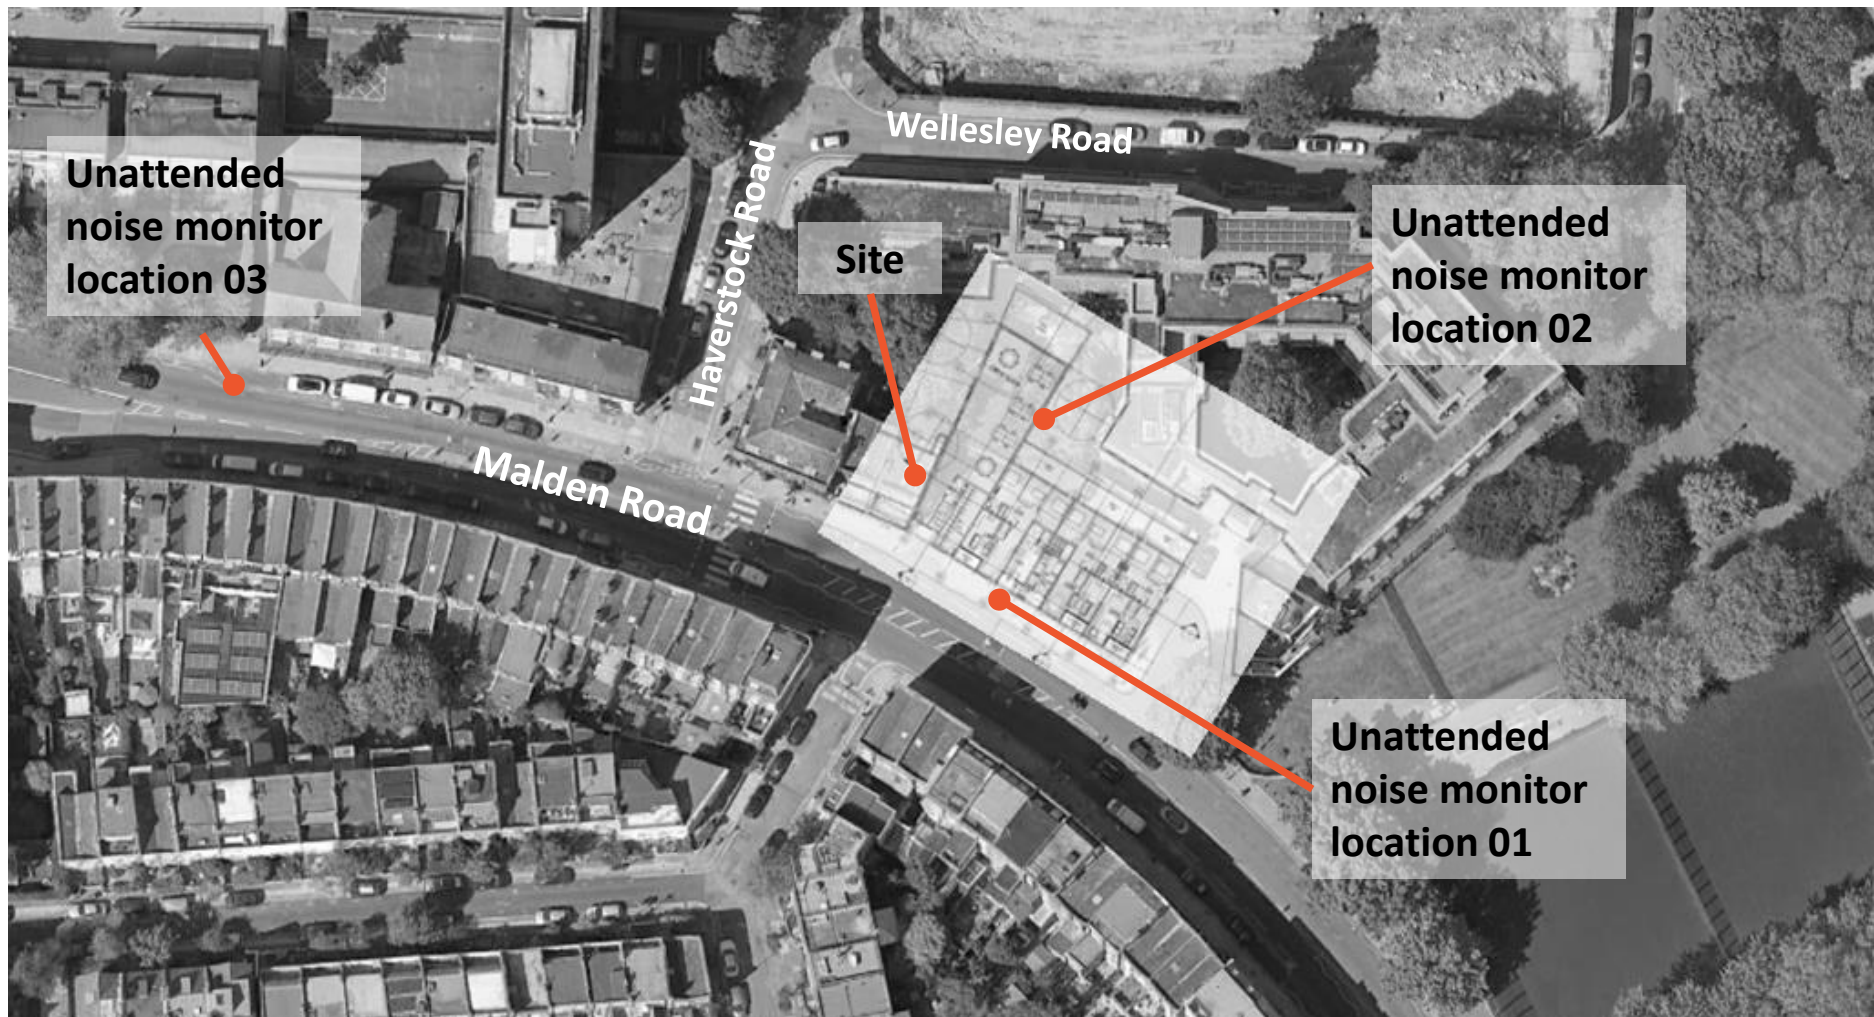 Wellesley Road
Unattended
noise monitor
location 03
Haverstock Road
Site
Unattended
noise monitor
location 02
Malden Road
Unattended
noise monitor
location 01